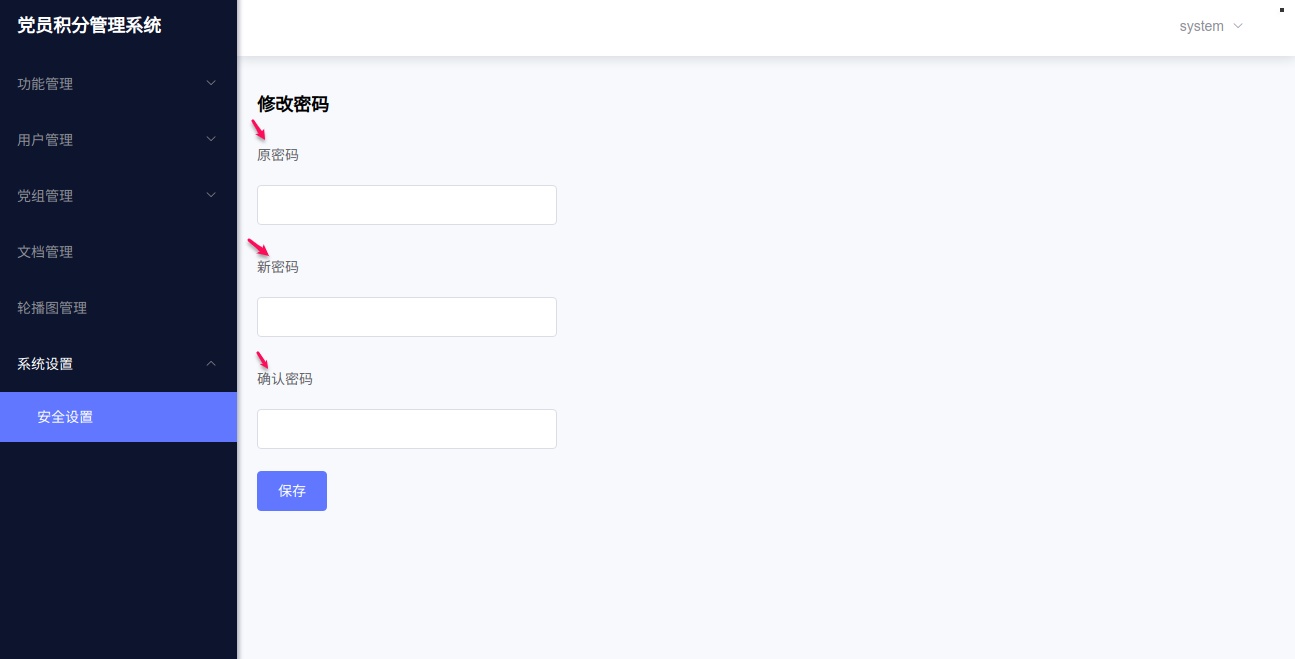 党员积分管理系统
system
功能管理
用户管理
党组管理
文档管理
轮播图管理
系统设置
安全设置
修改密码
原密码
新密码
确认密码
保存